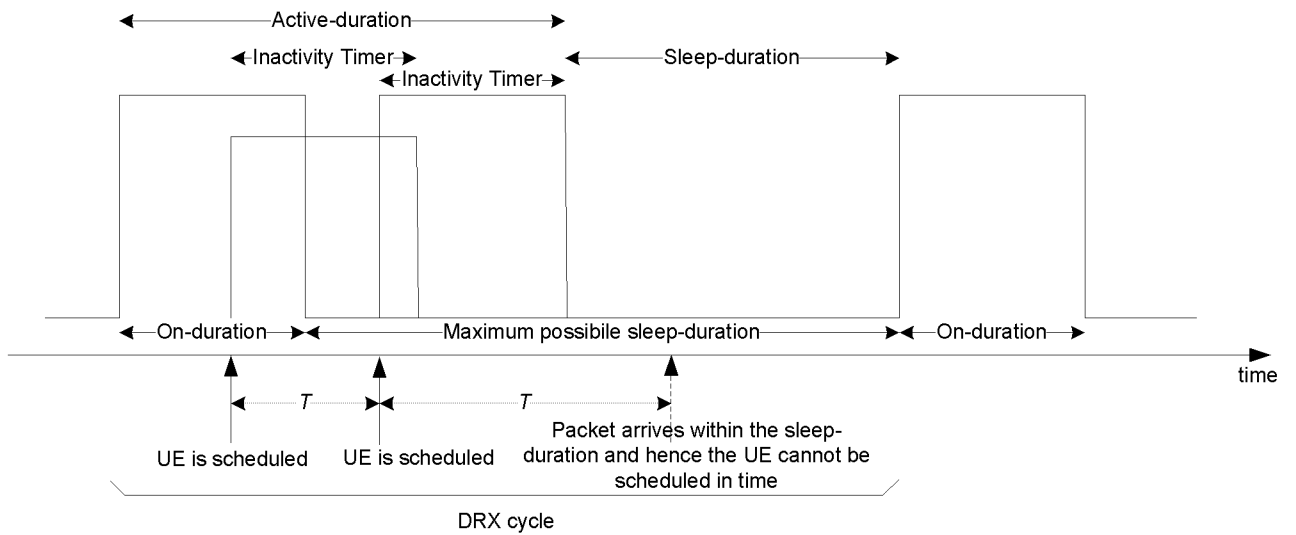 Active-duration
Inactivity Timer
Sleep-duration
Inactivity Timer
On-duration
Maximum possibile sleep-duration
On-duration
time
T
T
Packet arrives within the sleep-
duration and hence the UE cannot be
scheduled in time
UE is scheduled
UE is scheduled
DRX cycle